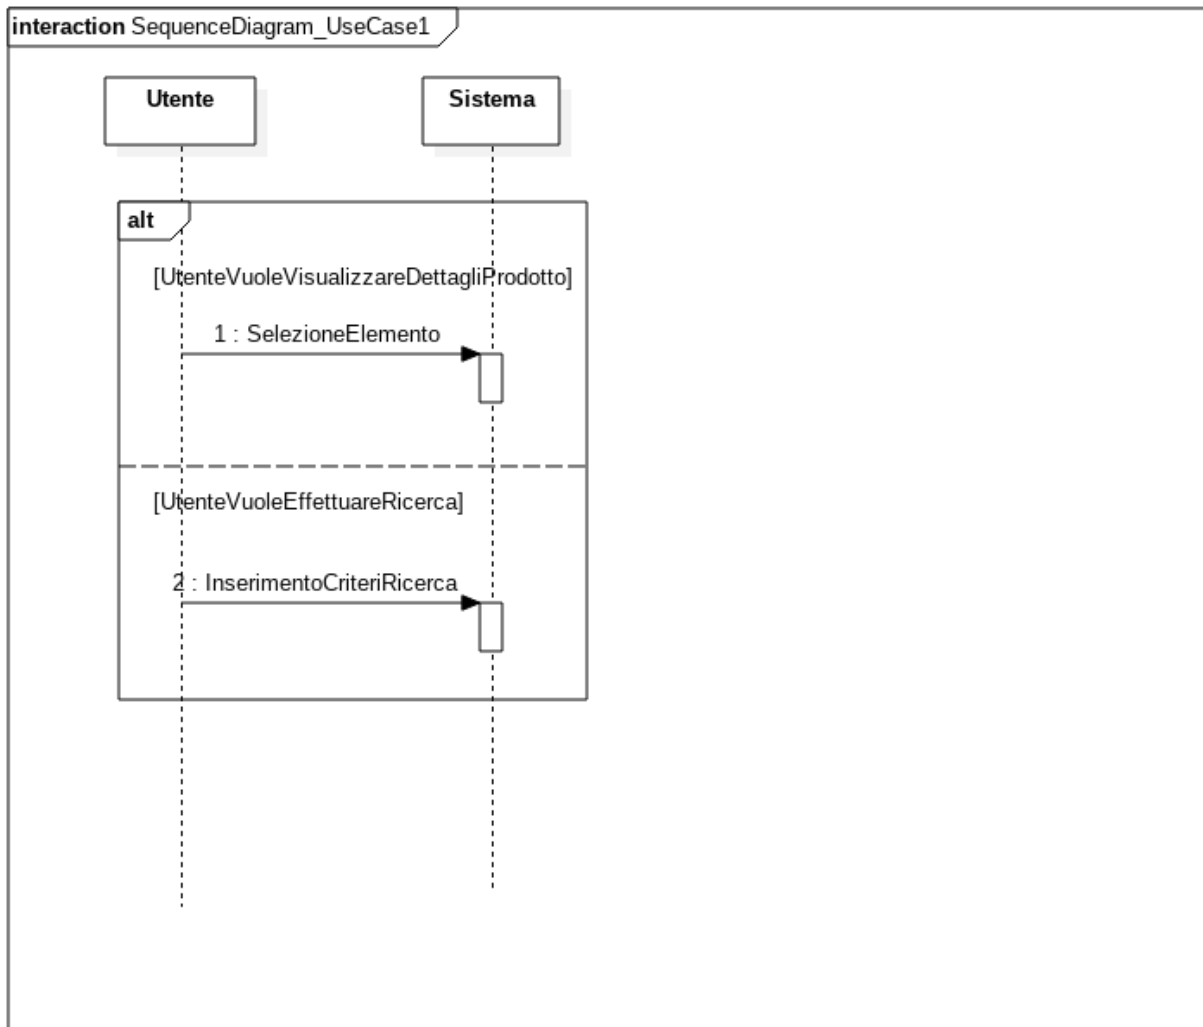 interaction SequenceDiagram_UseCase1
Utente
Sistema
alt
[UtenteVuoleVisualizzareDettagliProdotto]
1 : SelezioneElemento
[UtenteVuoleEffettuareRicerca]
2 : InserimentoCriteriRicerca